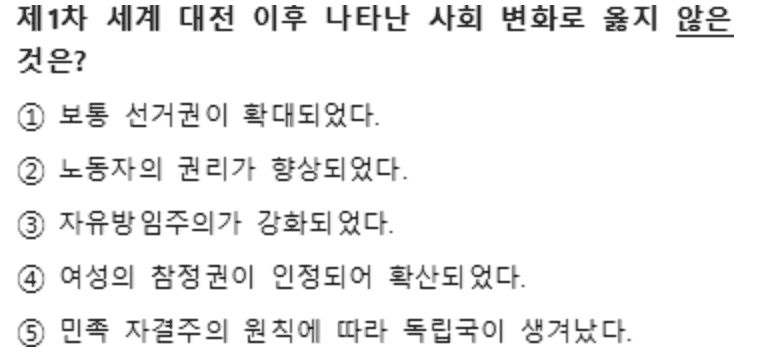 제1차 세계 대전 이후 나타난 사회 변화로 옳지 않은
것은?
① 보통 선거권이 확대되었다.
② 노동자의 권리가 향상되었다.
③ 자유방임주의가 강화되었다.
④ 여성의 참정권이 인정되어 확산되었다.
⑤ 민족 자결주의 원칙에 따라 독립국이 생겨났다.